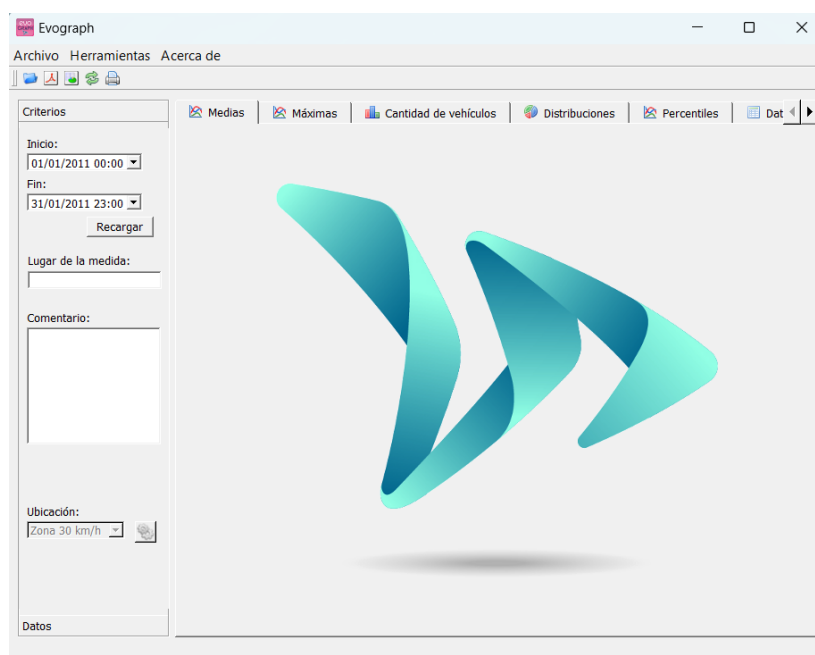 Evograph
Archivo Herramientas Acerca de
Criterios
Medias Máximas Cantidad de vehículos Distribuciones Percentiles Dat
Inicio:
01/01/2011 00:00
Fin:
31/01/2011 23:00
Recargar
Lugar de la medida:
Comentario:
Ubicación:
Zona 30 km/h
Datos